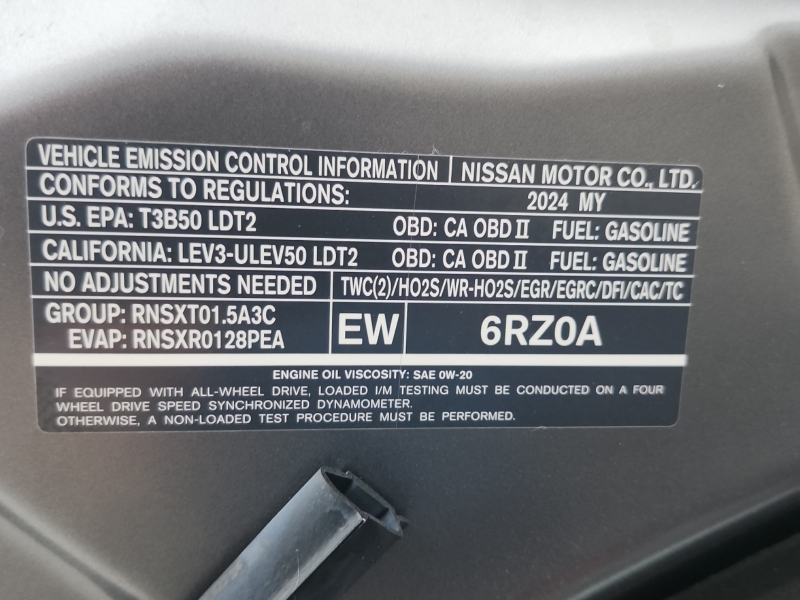 VEHICLE EMISSION CONTROL INFORMATION NISSAN MOTOR CO., LTD.
CONFORMS TO REGULATIONS: 2024 MY
U.S. EPA: T3B50 LDT2 OBD: CA OBD II FUEL: GASOLINE
CALIFORNIA: LEV3-ULEV50 LDT2 OBD: CA OBD II FUEL: GASOLINE
NO ADJUSTMENTS NEEDED TWC(2)/HO2S/WR-HO2S/EGR/EGRC/DFI/CAC/TC
GROUP: RNSXT01.5A3C
EVAP: RNSXR0128PEA
EW 6RZ0A
ENGINE OIL VISCOSITY: SAE 0W-20
IF EQUIPPED WITH ALL-WHEEL DRIVE, LOADED I/M TESTING MUST BE CONDUCTED ON A FOUR
WHEEL DRIVE SPEED SYNCHRONIZED DYNAMOMETER.
OTHERWISE, A NON-LOADED TEST PROCEDURE MUST BE PERFORMED.